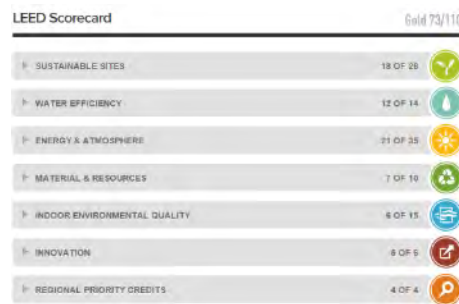 LEED Scorecard Gold 73/110
SUSTAINABLE SITES 18 OF 26
WATER EFFICIENCY 12 OF 14
ENERGY & ATMOSPHERE 21 OF 35
MATERIAL & RESOURCES 7 OF 10
INDOOR ENVIRONMENTAL QUALITY 6 OF 15
INNOVATION OF 6
REGIONAL PRIORITY CREDITS 4 OF 4